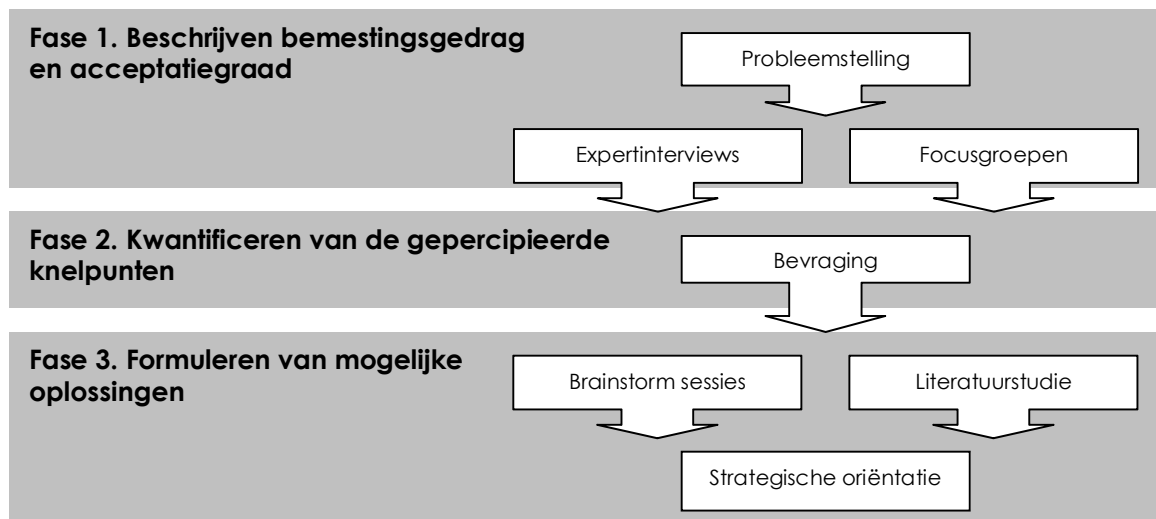 Fase 1. Beschrijven bemestingsgedrag
en acceptatiegraad
Probleemstelling
Expertinterviews
Focusgroepen
Fase 2. Kwantificeren van de gepercipieerde
knelpunten
Bevraging
Fase 3. Formuleren van mogelijke
oplossingen
Brainstorm sessies
Literatuurstudie
Strategische oriëntatie